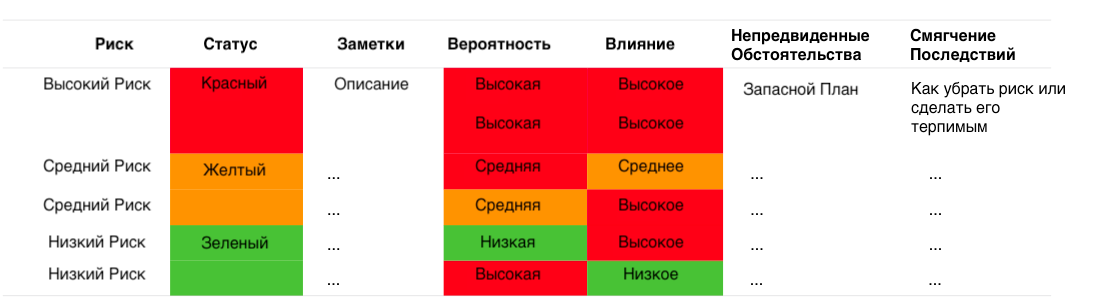 Риск Статус Заметки Вероятность Влияние Непредвиденные Обстоятельства Смягчение Последствий
Высокий Риск Красный Описание Высокая Высокое Запасной План Как убрать риск или
сделать его
терпимым
Высокая Высокое
Средний Риск Желтый ... Средняя Среднее ... ...
Средний Риск ... Средняя Высокое ... ...
Низкий Риск Зеленый ... Низкая Высокое ... ...
Низкий Риск ... Высокая Низкое ... ...